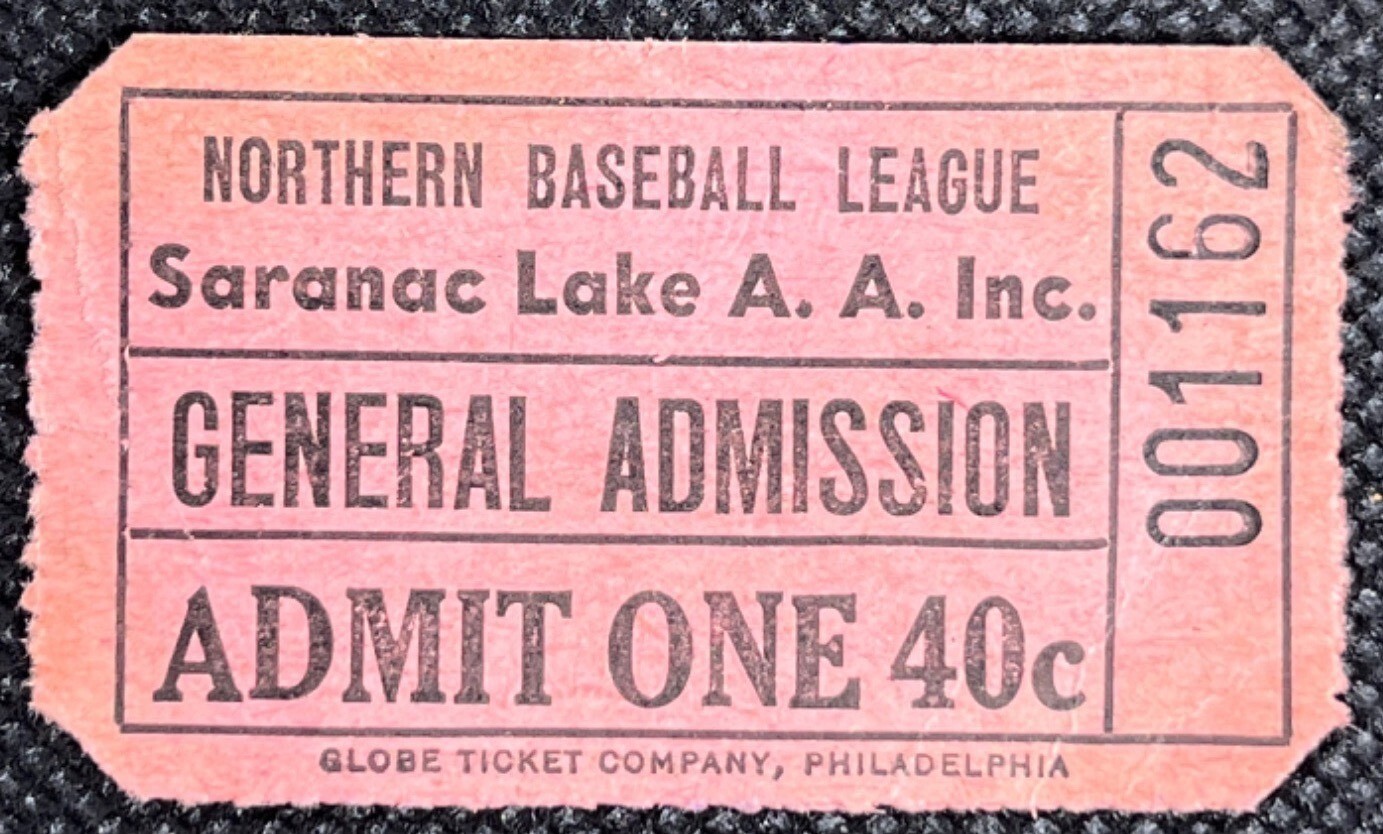 NORTHERN BASEBALL LEAGUE
Saranac Lake A. A. Inc.
GENERAL ADMISSION
ADMIT ONE 40c
GLOBE TICKET COMPANY, PHILADELPHIA
001162